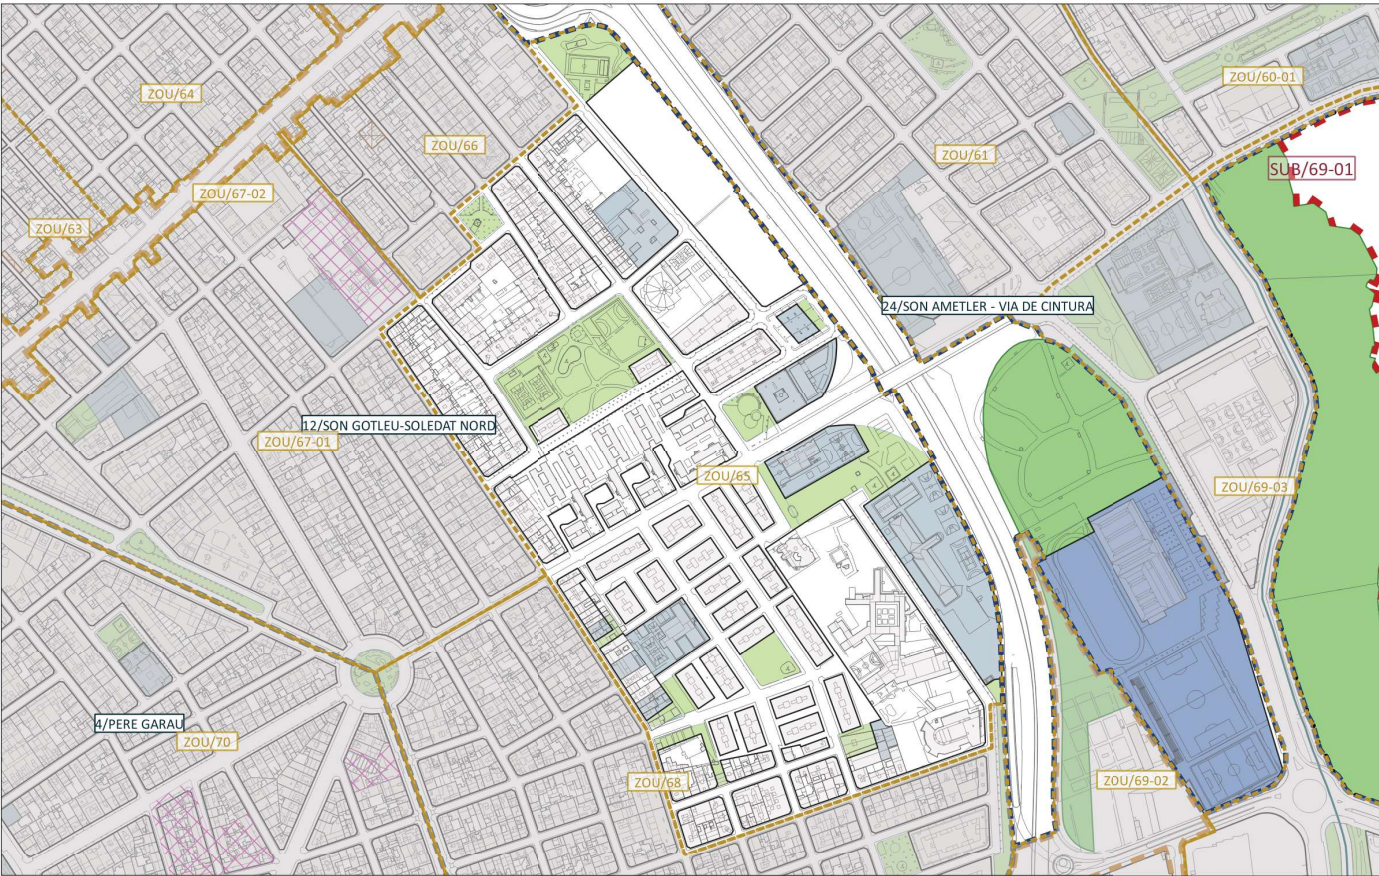 ZOU/60-01
ZOU/64
ZOU/66
ZOU/61
SUB/69-01
ZOU/67-02
ZOU/63
24/SON AMETLER - VIA DE CINTURA
12/SON GOTLEU-SOLEDAT NORD
ZOU/67-01
ZOU/65
ZOU/69-03
4/PERE GARAU
ZOU/70
ZOU/68
ZOU/69-02